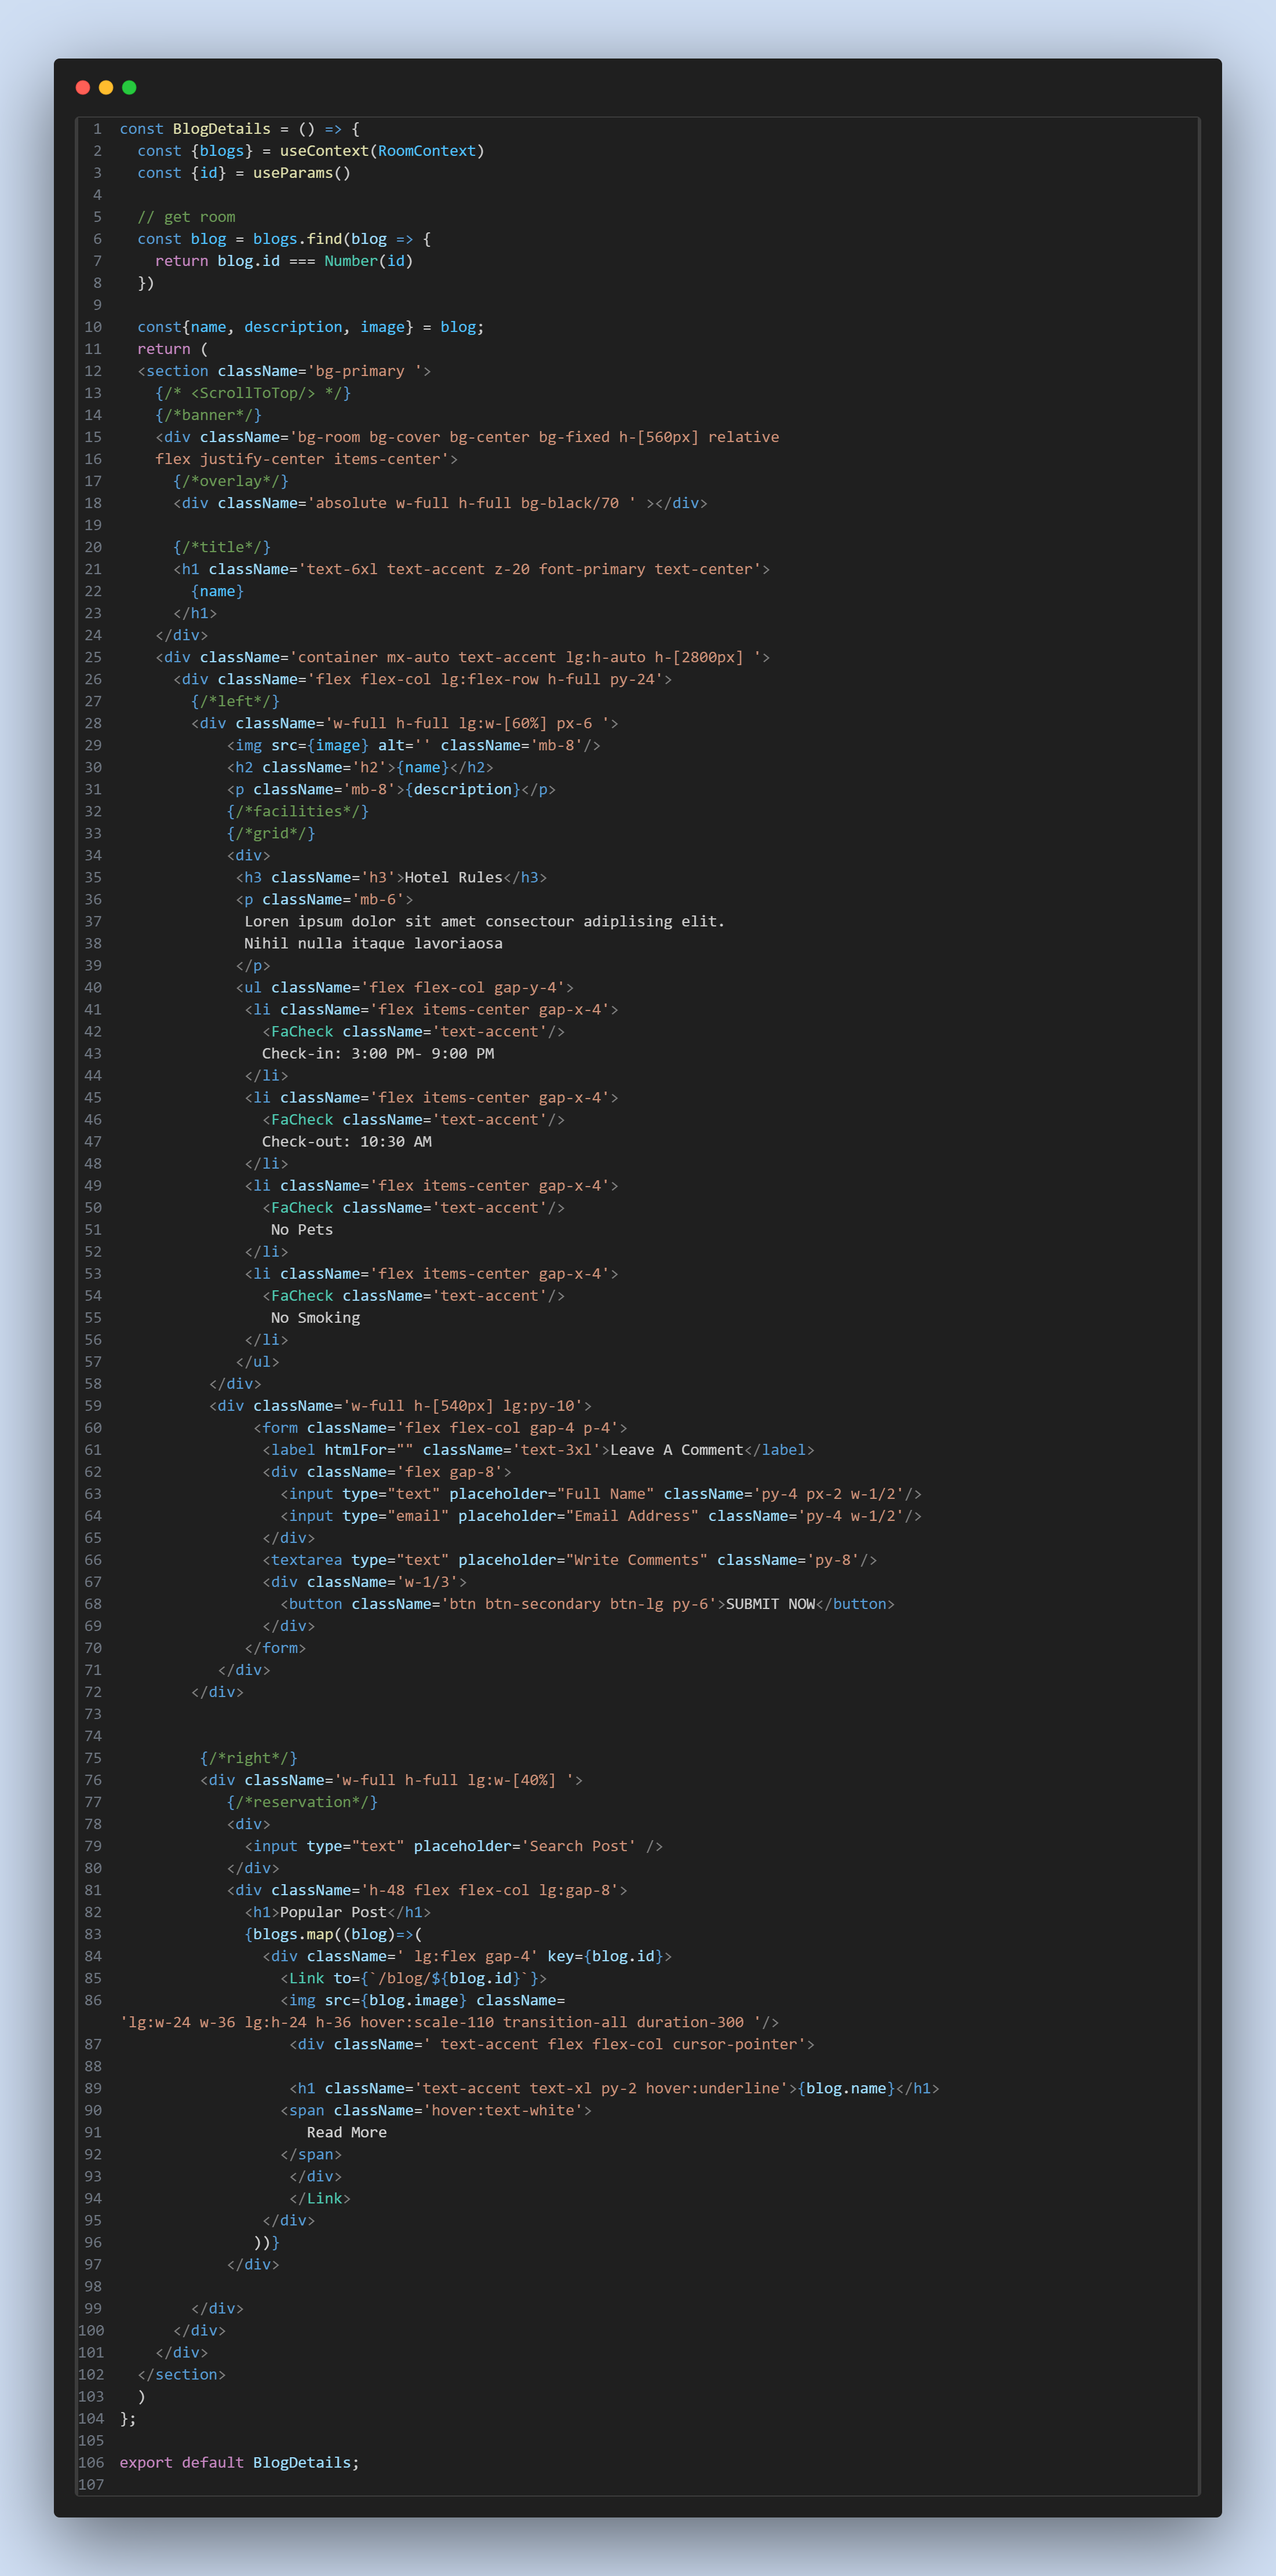 1 const BlogDetails = () => {
2   const {blogs} = useContext(RoomContext)
3   const {id} = useParams()
4
5   // get room
6   const blog = blogs.find(blog => {
7     return blog.id === Number(id)
8   })
9
10   const{name, description, image} = blog;
11   return (
12   <section className='bg-primary '>
13     {/* <ScrollToTop/> */}
14     {/*banner*/}
15     <div className='bg-room bg-cover bg-center bg-fixed h-[560px] relative
16     flex justify-center items-center'>
17       {/*overlay*/}
18       <div className='absolute w-full h-full bg-black/70 ' ></div>
19
20       {/*title*/}
21       <h1 className='text-6xl text-accent z-20 font-primary text-center'>
22         {name}
23       </h1>
24     </div>
25     <div className='container mx-auto text-accent lg:h-auto h-[2800px] '>
26       <div className='flex flex-col lg:flex-row h-full py-24'>
27         {/*left*/}
28         <div className='w-full h-full lg:w-[60%] px-6 '>
29             <img src={image} alt='' className='mb-8'/>
30             <h2 className='h2'>{name}</h2>
31             <p className='mb-8'>{description}</p>
32             {/*facilities*/}
33             {/*grid*/}
34             <div>
35              <h3 className='h3'>Hotel Rules</h3>
36              <p className='mb-6'>
37               Loren ipsum dolor sit amet consectour adiplising elit.
38               Nihil nulla itaque lavoriaosa
39              </p>
40              <ul className='flex flex-col gap-y-4'>
41               <li className='flex items-center gap-x-4'>
42                 <FaCheck className='text-accent'/>
43                 Check-in: 3:00 PM- 9:00 PM
44               </li>
45               <li className='flex items-center gap-x-4'>
46                 <FaCheck className='text-accent'/>
47                 Check-out: 10:30 AM
48               </li>
49               <li className='flex items-center gap-x-4'>
50                 <FaCheck className='text-accent'/>
51                  No Pets
52               </li>
53               <li className='flex items-center gap-x-4'>
54                 <FaCheck className='text-accent'/>
55                  No Smoking
56               </li>
57              </ul>
58           </div>
59           <div className='w-full h-[540px] lg:py-10'>
60                <form className='flex flex-col gap-4 p-4'>
61                 <label htmlFor="" className='text-3xl'>Leave A Comment</label>
62                 <div className='flex gap-8'>
63                   <input type="text" placeholder="Full Name" className='py-4 px-2 w-1/2'/>
64                   <input type="email" placeholder="Email Address" className='py-4 w-1/2'/>
65                 </div>
66                 <textarea type="text" placeholder="Write Comments" className='py-8'/>
67                 <div className='w-1/3'>
68                   <button className='btn btn-secondary btn-lg py-6'>SUBMIT NOW</button>
69                 </div>
70               </form>
71            </div>
72         </div>
73
74
75          {/*right*/}
76          <div className='w-full h-full lg:w-[40%] '>
77             {/*reservation*/}
78             <div>
79               <input type="text" placeholder='Search Post' />
80             </div>
81             <div className='h-48 flex flex-col lg:gap-8'>
82               <h1>Popular Post</h1>
83               {blogs.map((blog)=>(
84                 <div className=' lg:flex gap-4' key={blog.id}>
85                   <Link to={`/blog/${blog.id}`}>
86                   <img src={blog.image} className=
'lg:w-24 w-36 lg:h-24 h-36 hover:scale-110 transition-all duration-300 '/>
87                    <div className=' text-accent flex flex-col cursor-pointer'>
88
89                    <h1 className='text-accent text-xl py-2 hover:underline'>{blog.name}</h1>
90                   <span className='hover:text-white'>
91                      Read More
92                   </span>
93                    </div>
94                    </Link>
95                 </div>
96                ))}
97             </div>
98
99         </div>
100       </div>
101     </div>
102   </section>
103   )
104 };
105
106 export default BlogDetails;
107